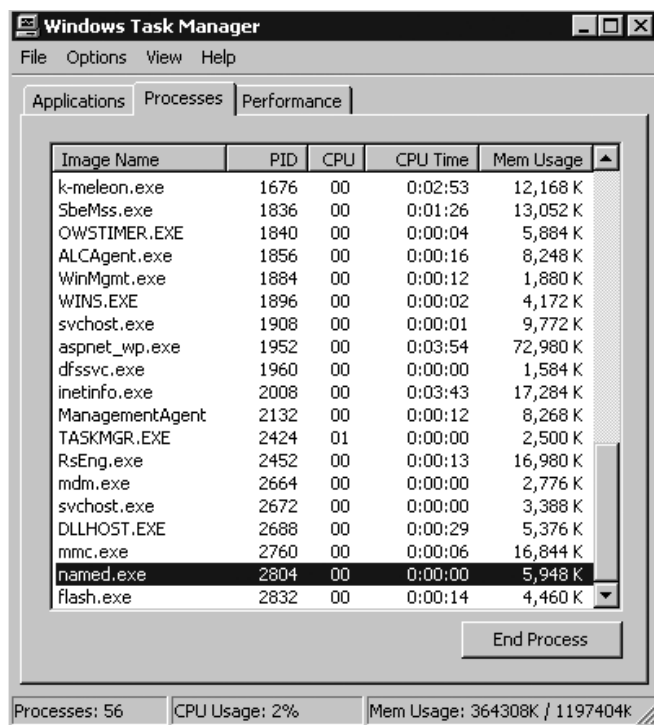 Windows Task Manager
File Options View Help
Applications Processes Performance
Image Name PID CPU CPU Time Mem Usage
k-meleon.exe 1676 00 0:02:53 12,168 K
SbeMss.exe 1836 00 0:01:26 13,052 K
OWSTIMER.EXE 1840 00 0:00:04 5,884 K
ALCAgent.exe 1856 00 0:00:16 8,248 K
WinMgmt.exe 1884 00 0:00:12 1,880 K
WINS.EXE 1896 00 0:00:02 4,172 K
svchost.exe 1908 00 0:00:01 9,772 K
aspnet_wp.exe 1952 00 0:03:54 72,980 K
dfssvc.exe 1960 00 0:00:00 1,584 K
inetinfo.exe 2008 00 0:03:43 17,284 K
ManagementAgent 2132 00 0:00:12 8,268 K
TASKMGR.EXE 2424 01 0:00:00 2,500 K
RsEng.exe 2452 00 0:00:13 16,980 K
mdm.exe 2664 00 0:00:00 2,776 K
svchost.exe 2672 00 0:00:00 3,388 K
DLLHOST.EXE 2688 00 0:00:29 5,376 K
mmc.exe 2760 00 0:00:06 16,844 K
named.exe 2804 00 0:00:00 5,948 K
flash.exe 2832 00 0:00:14 4,460 K
End Process
Processes: 56 CPU Usage: 2% Mem Usage: 364308K / 1197404K